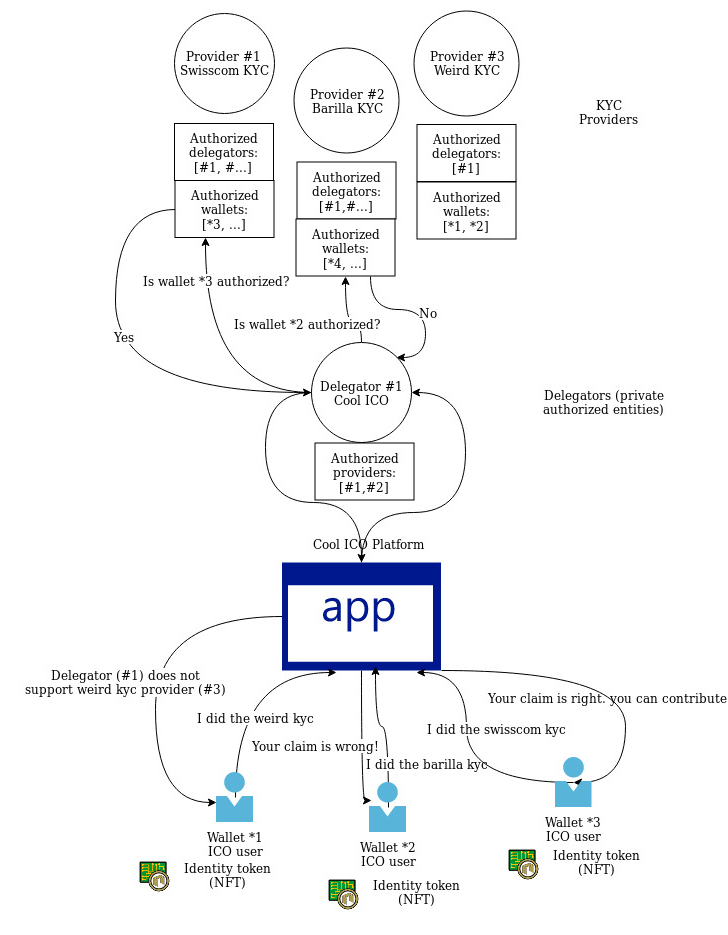 Provider #1
Swisscom KYC
Provider #2
Barilla KYC
Provider #3
Weird KYC
KYC
Providers
Authorized
delegators:
[#1, #...]
Authorized
wallets:
[*3, ...]
Authorized
delegators:
[#1,#...]
Authorized
wallets:
[*4, ...]
Authorized
delegators:
[#1]
Authorized
wallets:
[*1, *2]
Is wallet *3 authorized?
Is wallet *2 authorized?
No
Yes
Delegator #1
Cool ICO
Delegators (private
authorized entities)
Authorized
providers:
[#1,#2]
Cool ICO Platform
app
Delegator (#1) does not
support weird kyc provider (#3)
I did the weird kyc
Your claim is wrong!
I did the barilla kyc
I did the swisscom kyc
Your claim is right. you can contribute
Wallet *1
ICO user
Identity token
(NFT)
Wallet *2
ICO user
Identity token
(NFT)
Wallet *3
ICO user
Identity token
(NFT)